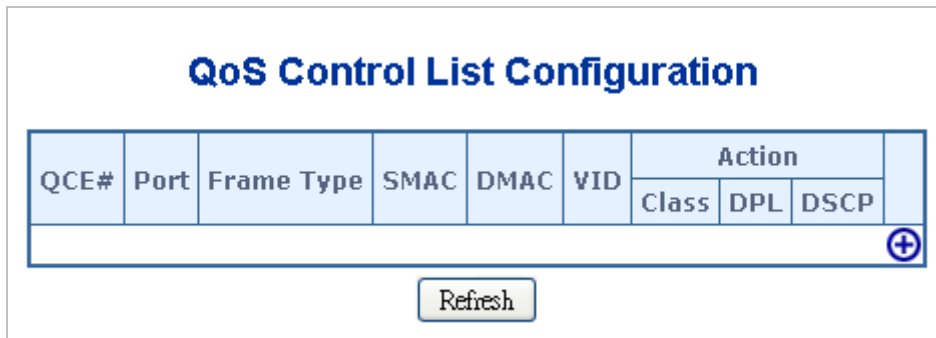 QoS Control List Configuration
QCE# Port Frame Type SMAC DMAC VID Action
Class DPL DSCP
Refresh